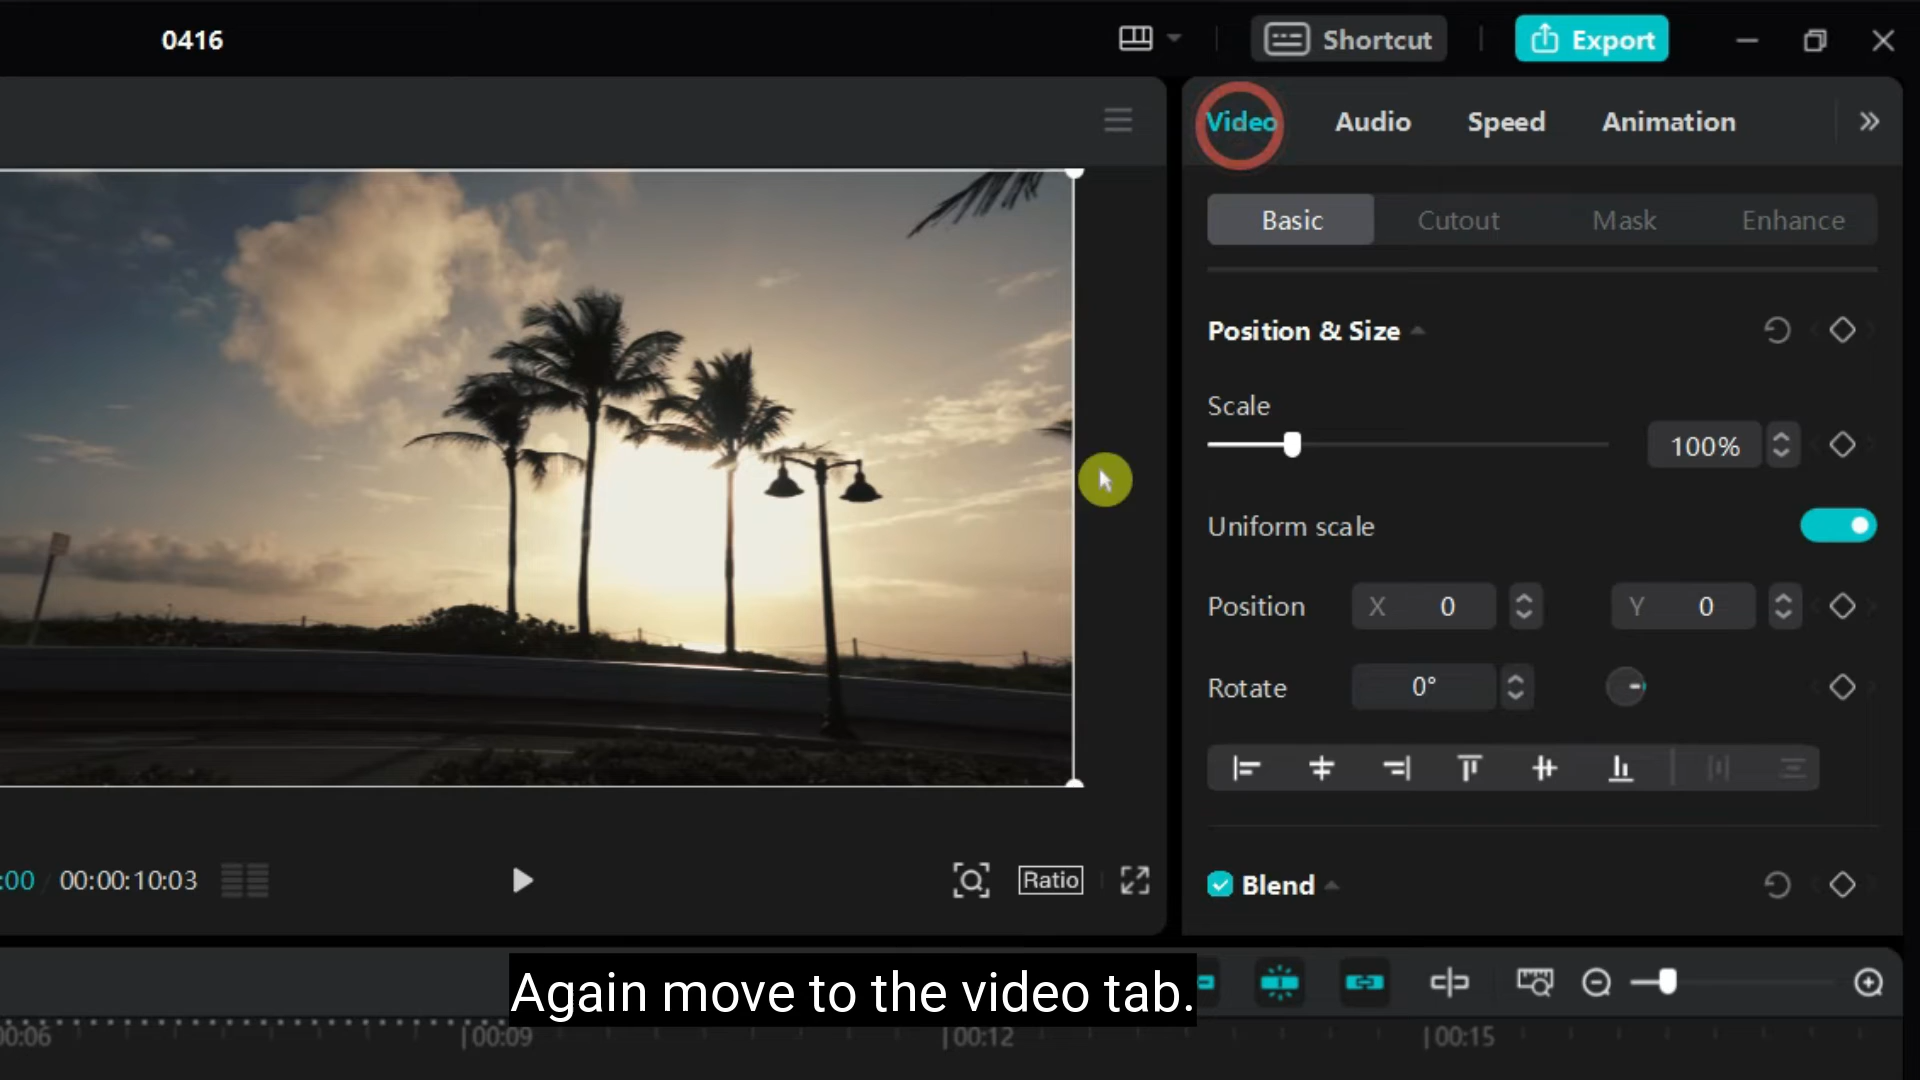 0416
Shortcut
Export
Video
Audio
Speed
Animation
Basic
Cutout
Mask
Enhance
Position & Size
Scale
100%
Uniform scale
Position
X 0
Y 0
Rotate
0°
:00 / 00:00:10:03
Ratio
Blend
Again move to the video tab.
00:06
00:09
00:12
00:15